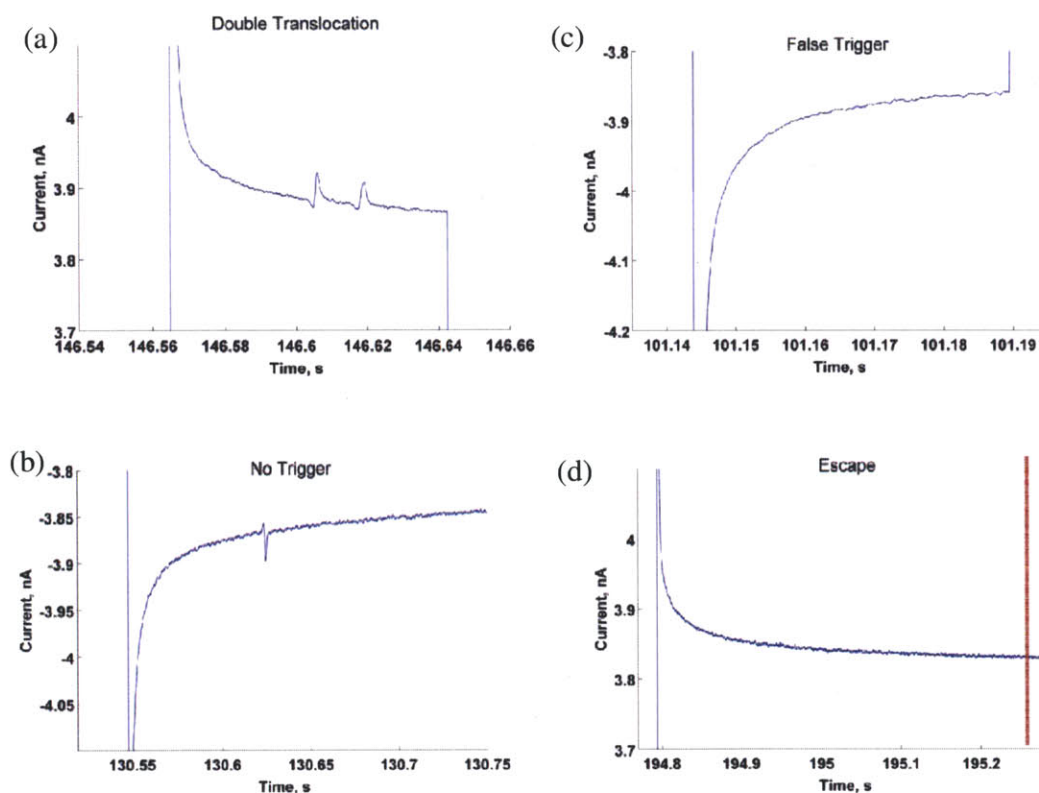 (a)
Double Translocation
Current, nA
4
3.9
3.8
3.7
146.54 146.56 146.58 146.6 146.62 146.64 146.66
Time, s
(c)
False Trigger
Current, nA
-3.8
-3.9
-4
-4.1
-4.2
101.14 101.15 101.16 101.17 101.18 101.19
Time, s
(b)
No Trigger
Current, nA
-3.8
-3.85
-3.9
-3.95
-4
-4.05
130.55 130.6 130.65 130.7 130.75
Time, s
(d)
Escape
Current, nA
4
3.9
3.8
3.7
194.8 194.9 195 195.1 195.2
Time, s